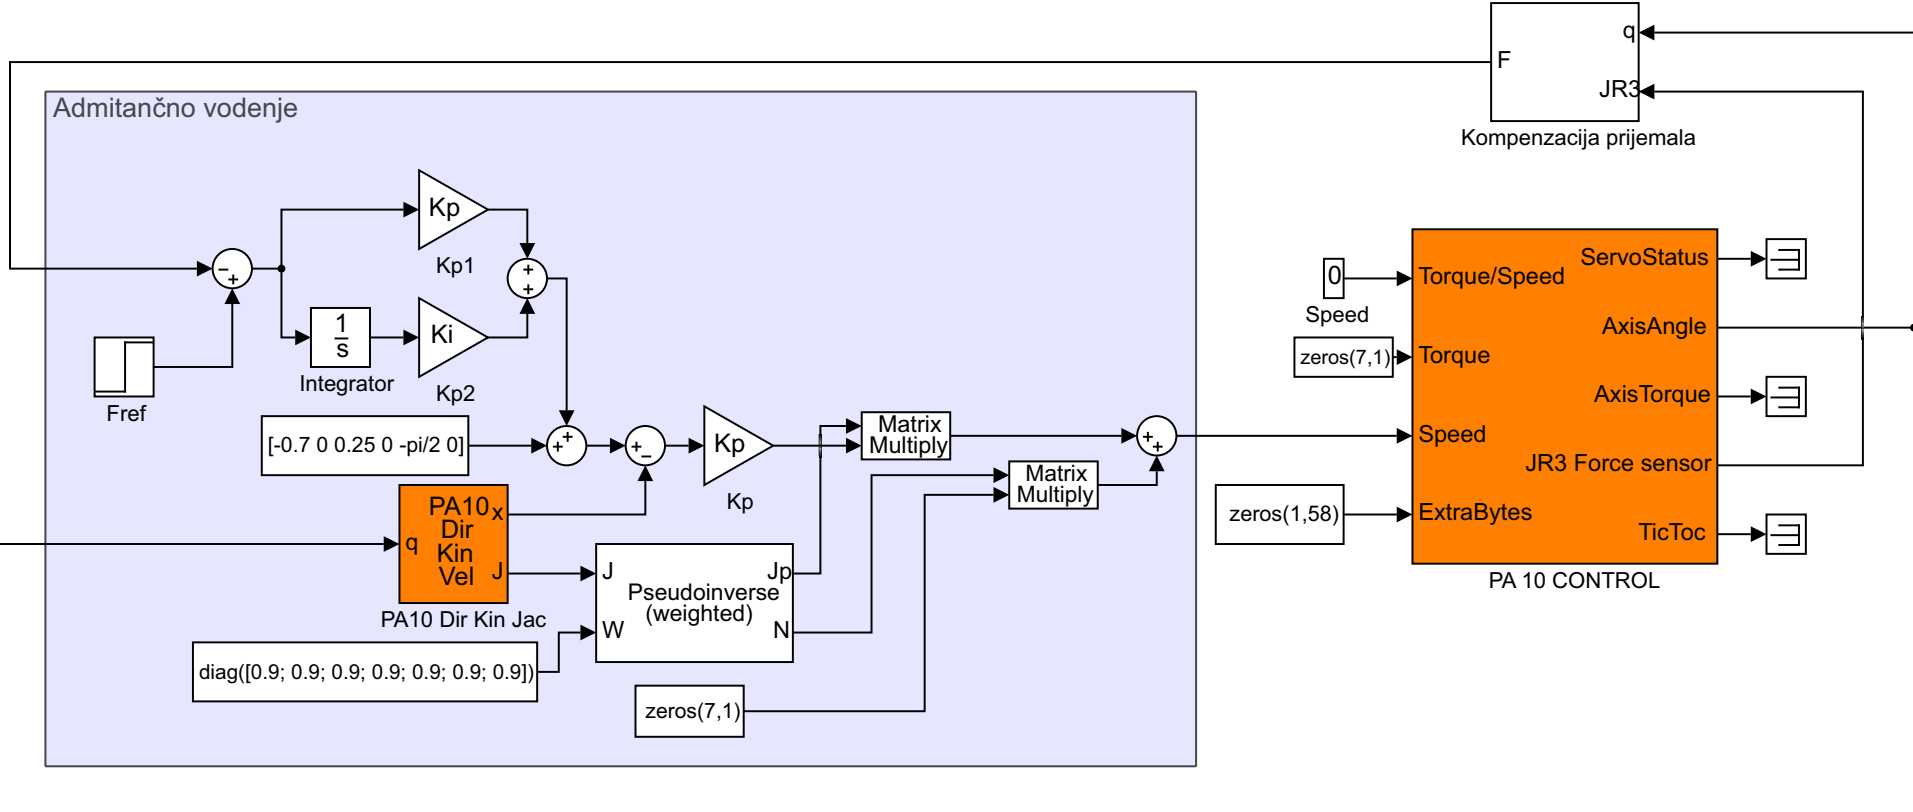 q
F
JR3
Kompenzacija prijemala
Admitančno vodenje
Kp
Kp1
−
+
+
+
1
s
Integrator
Ki
Kp2
Fref
[-0.7 0 0.25 0 -pi/2 0]
+
+
+
−
Kp
Kp
Matrix
Multiply
Matrix
Multiply
+
+
PA10
Dir
Kin
Vel
q
x
J
PA10 Dir Kin Jac
J
W
Pseudoinverse
(weighted)
Jp
N
diag([0.9; 0.9; 0.9; 0.9; 0.9; 0.9; 0.9])
zeros(7,1)
0
Speed
zeros(7,1)
zeros(1,58)
Torque/Speed
Torque
Speed
ExtraBytes
ServoStatus
AxisAngle
AxisTorque
JR3 Force sensor
TicToc
PA 10 CONTROL